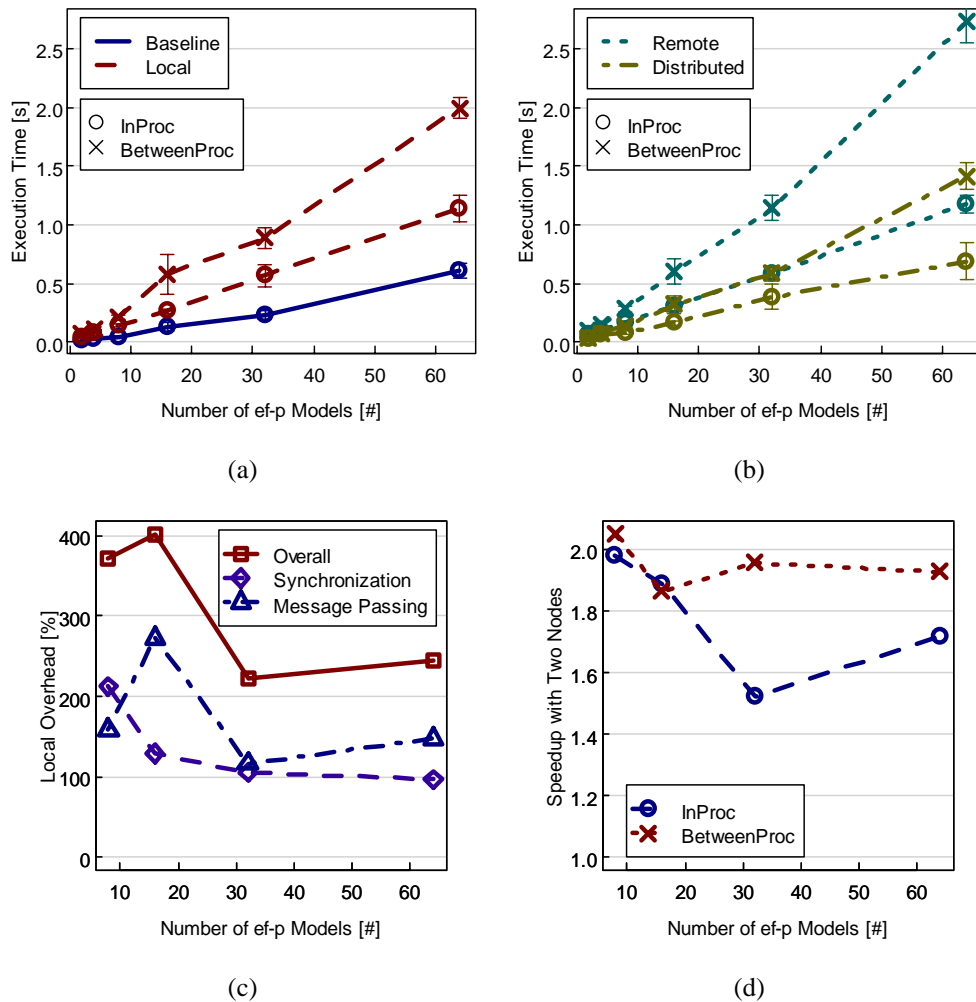 Baseline
Local
InProc
BetweenProc
Execution Time [s]
0.0
0.5
1.0
1.5
2.0
2.5
0 10 20 30 40 50 60
Number of ef-p Models [#]
(a)
Remote
Distributed
InProc
BetweenProc
Execution Time [s]
0.0
0.5
1.0
1.5
2.0
2.5
0 10 20 30 40 50 60
Number of ef-p Models [#]
(b)
Overall
Synchronization
Message Passing
Local Overhead [%]
0
100
200
300
400
10 20 30 40 50 60
Number of ef-p Models [#]
(c)
Speedup with Two Nodes
1.0
1.2
1.4
1.6
1.8
2.0
InProc
BetweenProc
10 20 30 40 50 60
Number of ef-p Models [#]
(d)